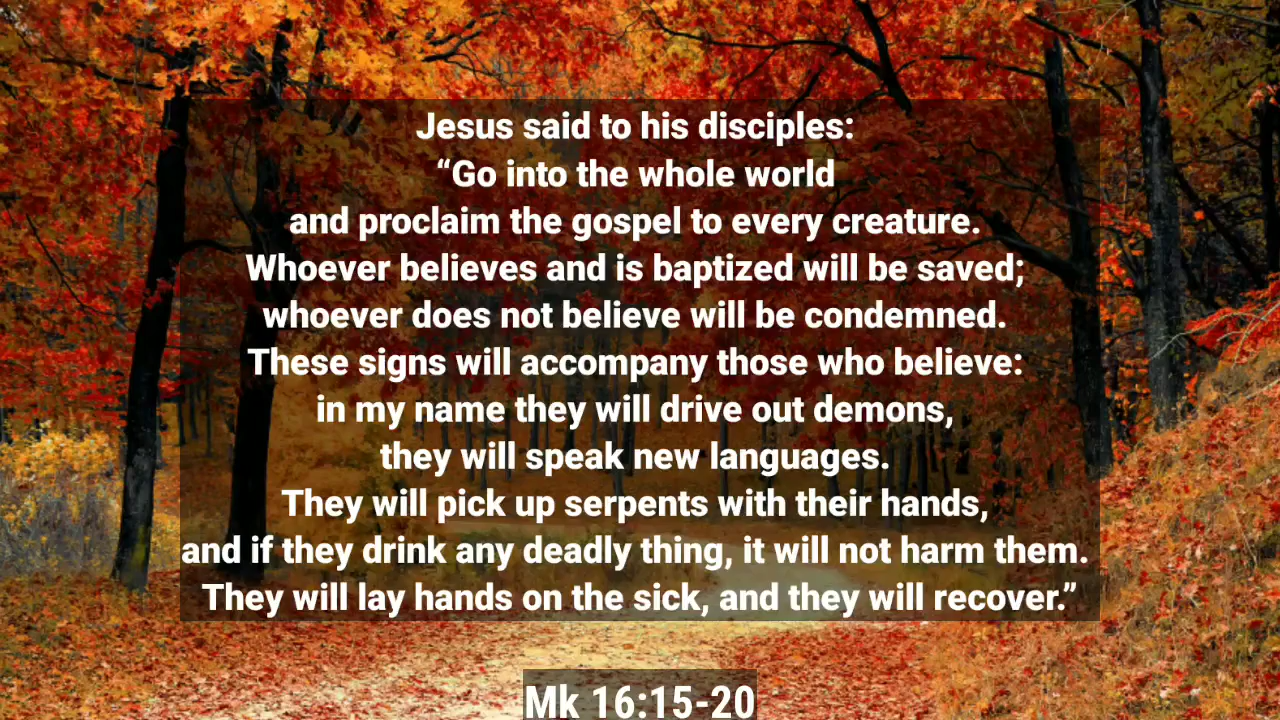 Jesus said to his disciples:
“Go into the whole world
and proclaim the gospel to every creature.
Whoever believes and is baptized will be saved;
whoever does not believe will be condemned.
These signs will accompany those who believe:
in my name they will drive out demons,
they will speak new languages.
They will pick up serpents with their hands,
and if they drink any deadly thing, it will not harm them.
They will lay hands on the sick, and they will recover.”
Mk 16:15-20